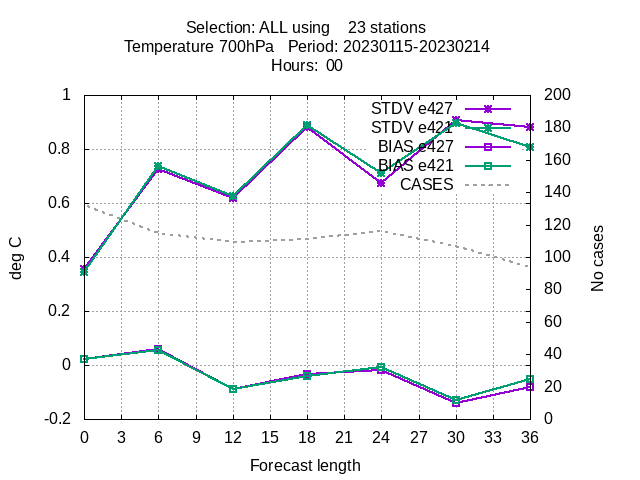 Selection: ALL using 23 stations
Temperature 700hPa Period: 20230115-20230214
Hours: 00
1
0.8
0.6
0.4
0.2
0
-0.2
deg C
STDV e427
STDV e421
BIAS e427
BIAS e421
CASES
200
180
160
140
120
100
80
60
40
20
0
No cases
0 3 6 9 12 15 18 21 24 27 30 33 36
Forecast length